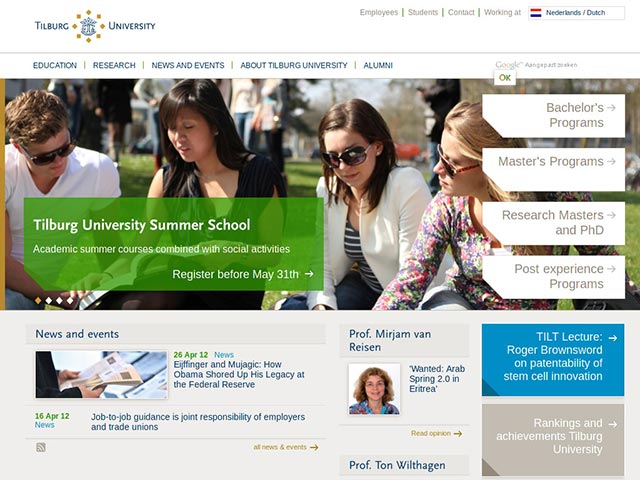 TILBURG UNIVERSITY
Employees | Students | Contact | Working at
Nederlands / Dutch
EDUCATION | RESEARCH | NEWS AND EVENTS | ABOUT TILBURG UNIVERSITY | ALUMNI
Google™ Aangepast zoeken
OK
Bachelor's
Programs
Master's Programs
Research Masters
and PhD
Post experience
Programs
Tilburg University Summer School
Academic summer courses combined with social activities
Register before May 31th
News and events
26 Apr 12 News
Eijffinger and Mujagic: How
Obama Shored Up His Legacy at
the Federal Reserve
16 Apr 12
News
Job-to-job guidance is joint responsibility of employers
and trade unions
all news & events
Prof. Mirjam van
Reisen
'Wanted: Arab
Spring 2.0 in
Eritrea'
Read opinion
Prof. Ton Wilthagen
TILT Lecture:
Roger Brownsword
on patentability of
stem cell innovation
Rankings and
achievements Tilburg
University